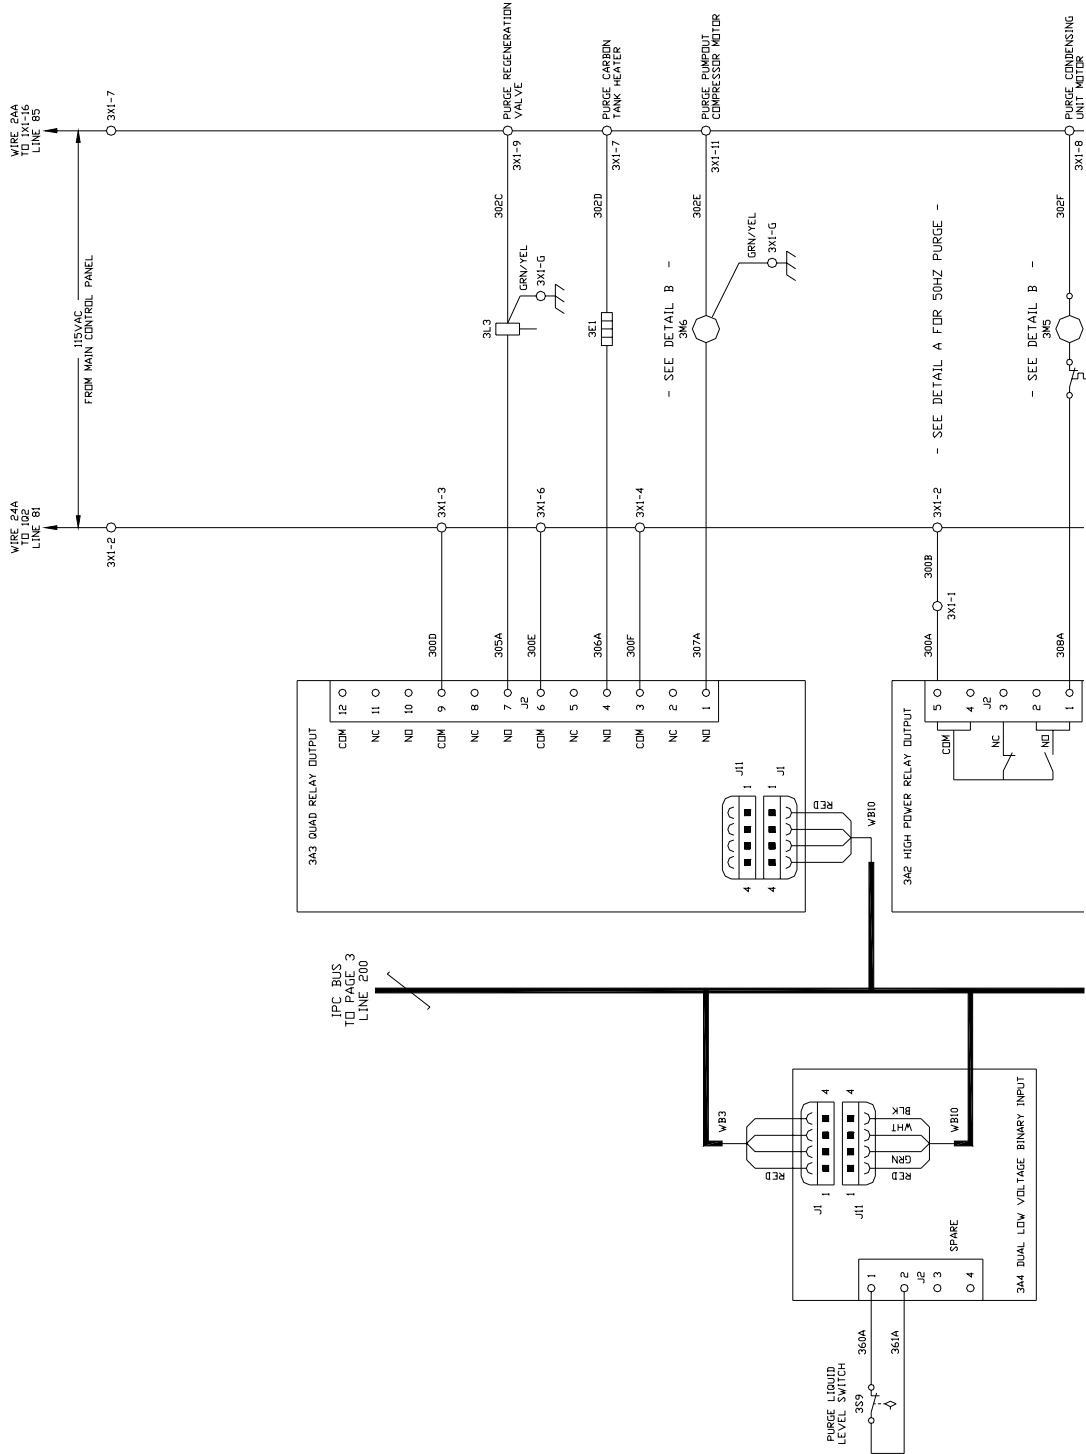 WIRE 2AA
TO 1X1-16
LINE 85
3X1-7
115VAC
FROM MAIN CONTROL PANEL
WIRE 24A
TO 1Q2
LINE 81
3X1-2
PURGE REGENERATION
VALVE
3X1-9
302C
GRN/YEL
3X1-G
3L3
PURGE CARBON
TANK HEATER
3X1-7
302D
3E1
PURGE PUMPOUT
COMPRESSOR MOTOR
3X1-11
302E
GRN/YEL
3X1-G
- SEE DETAIL B -
3M6
- SEE DETAIL A FOR 50HZ PURGE -
PURGE CONDENSING
UNIT MOTOR
3X1-8
302F
- SEE DETAIL B -
3M5
3X1-3
3X1-6
3X1-4
3X1-2
300B
3X1-1
300D
305A
300E
306A
300F
307A
300A
308A
3A3 QUAD RELAY OUTPUT
12
11
10
9
8
7
J2
6
5
4
3
2
1
COM
NC
NO
COM
NC
NO
COM
NC
NO
COM
NC
NO
J11
J1
1
1
4
4
RED
WB10
3A2 HIGH POWER RELAY OUTPUT
5
4
J2
3
2
1
COM
NC
NO
IPC BUS
TO PAGE 3
LINE 200
WB3
RED
4
4
J1
1
J11
1
BLK
WHT
GRN
RED
WB10
3A4 DUAL LOW VOLTAGE BINARY INPUT
SPARE
1
2
J2
3
4
360A
361A
PURGE LIQUID
LEVEL SWITCH
3S9